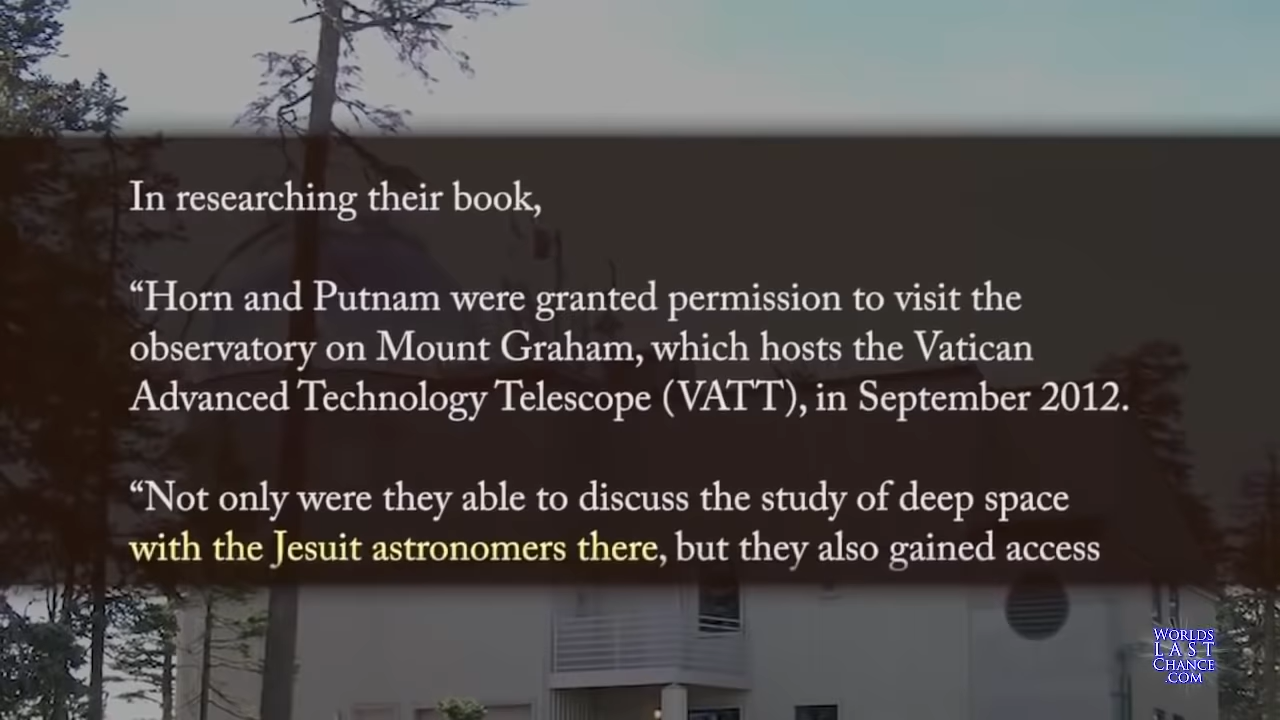 In researching their book,
“Horn and Putnam were granted permission to visit the
observatory on Mount Graham, which hosts the Vatican
Advanced Technology Telescope (VATT), in September 2012.
“Not only were they able to discuss the study of deep space
with the Jesuit astronomers there, but they also gained access
WORLDS
LAST
CHANCE
.COM